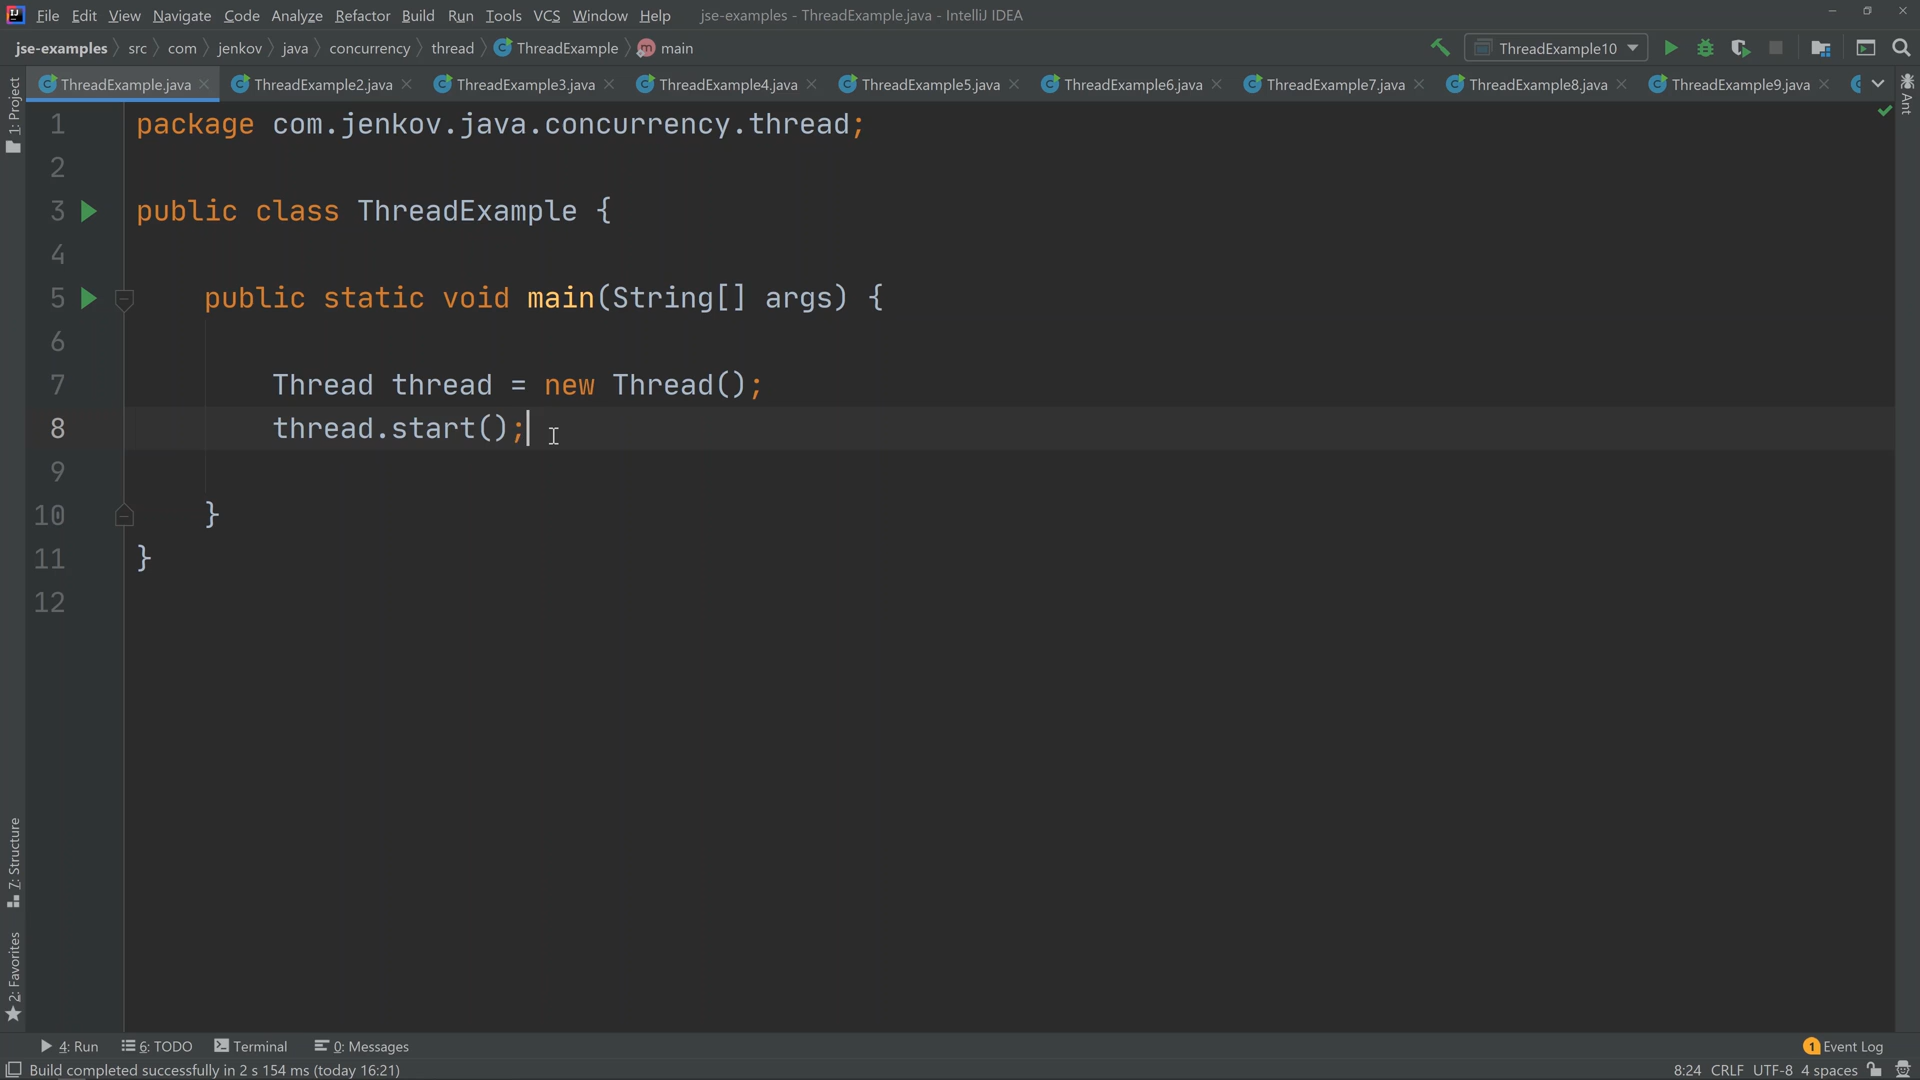 File Edit View Navigate Code Analyze Refactor Build Run Tools VCS Window Help jse-examples - ThreadExample.java - IntelliJ IDEA
jse-examples src com jenkov java concurrency thread ThreadExample m main ThreadExample10
1: Project
ThreadExample.java ThreadExample2.java ThreadExample3.java ThreadExample4.java ThreadExample5.java ThreadExample6.java ThreadExample7.java ThreadExample8.java ThreadExample9.java
Ant
1 package com.jenkov.java.concurrency.thread;
2
3 public class ThreadExample {
4
5 public static void main(String[] args) {
6
7 Thread thread = new Thread();
8 thread.start();
9
10 }
11 }
12
7: Structure
2: Favorites
4: Run 6: TODO Terminal 0: Messages 1 Event Log
Build completed successfully in 2 s 154 ms (today 16:21) 8:24 CRLF UTF-8 4 spaces